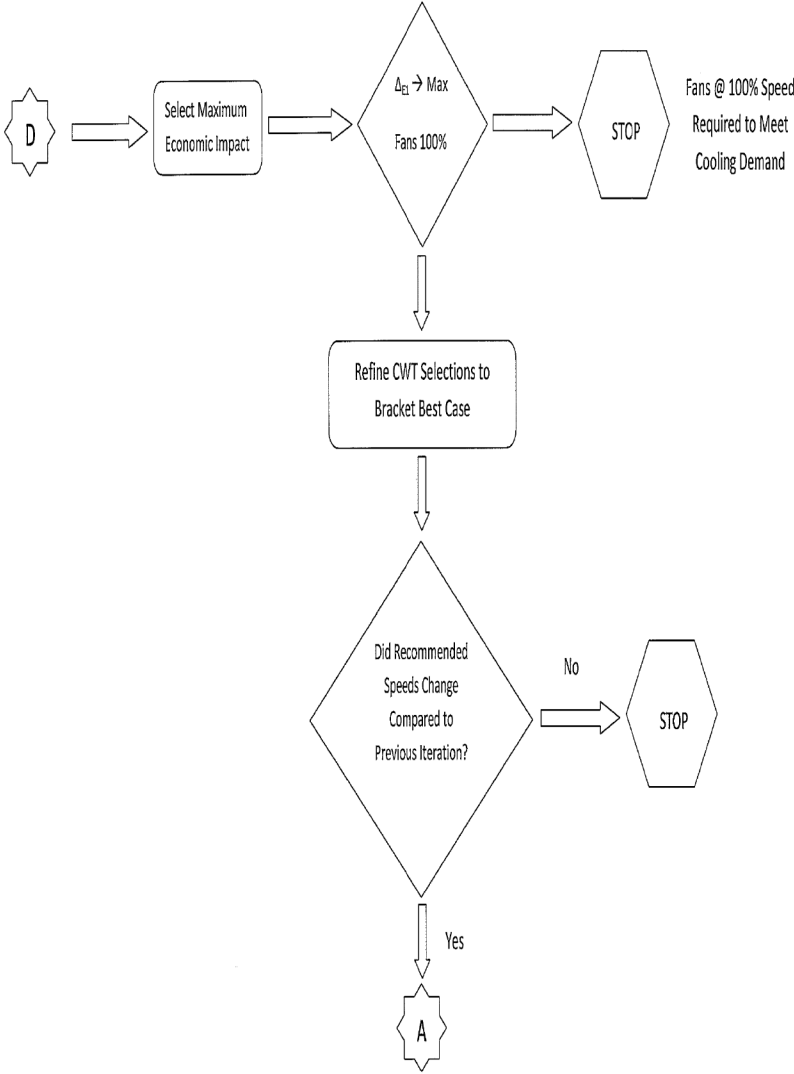 D
Select Maximum
Economic Impact
ΔE1 → Max
Fans 100%
STOP
Fans @ 100% Speed
Required to Meet
Cooling Demand
Refine CWT Selections to
Bracket Best Case
Did Recommended
Speeds Change
Compared to
Previous Iteration?
No
STOP
Yes
A